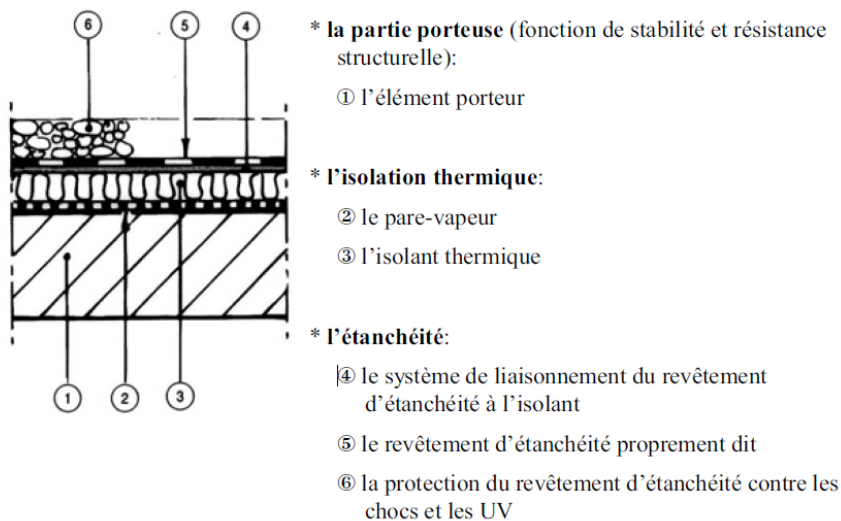 6 5 4
* la partie porteuse (fonction de stabilité et résistance
structurelle):
① l'élément porteur
* l'isolation thermique:
② le pare-vapeur
③ l'isolant thermique
* l'étanchéité:
④ le système de liaisonnement du revêtement
d'étanchéité à l'isolant
⑤ le revêtement d'étanchéité proprement dit
⑥ la protection du revêtement d'étanchéité contre les
chocs et les UV
1 2 3